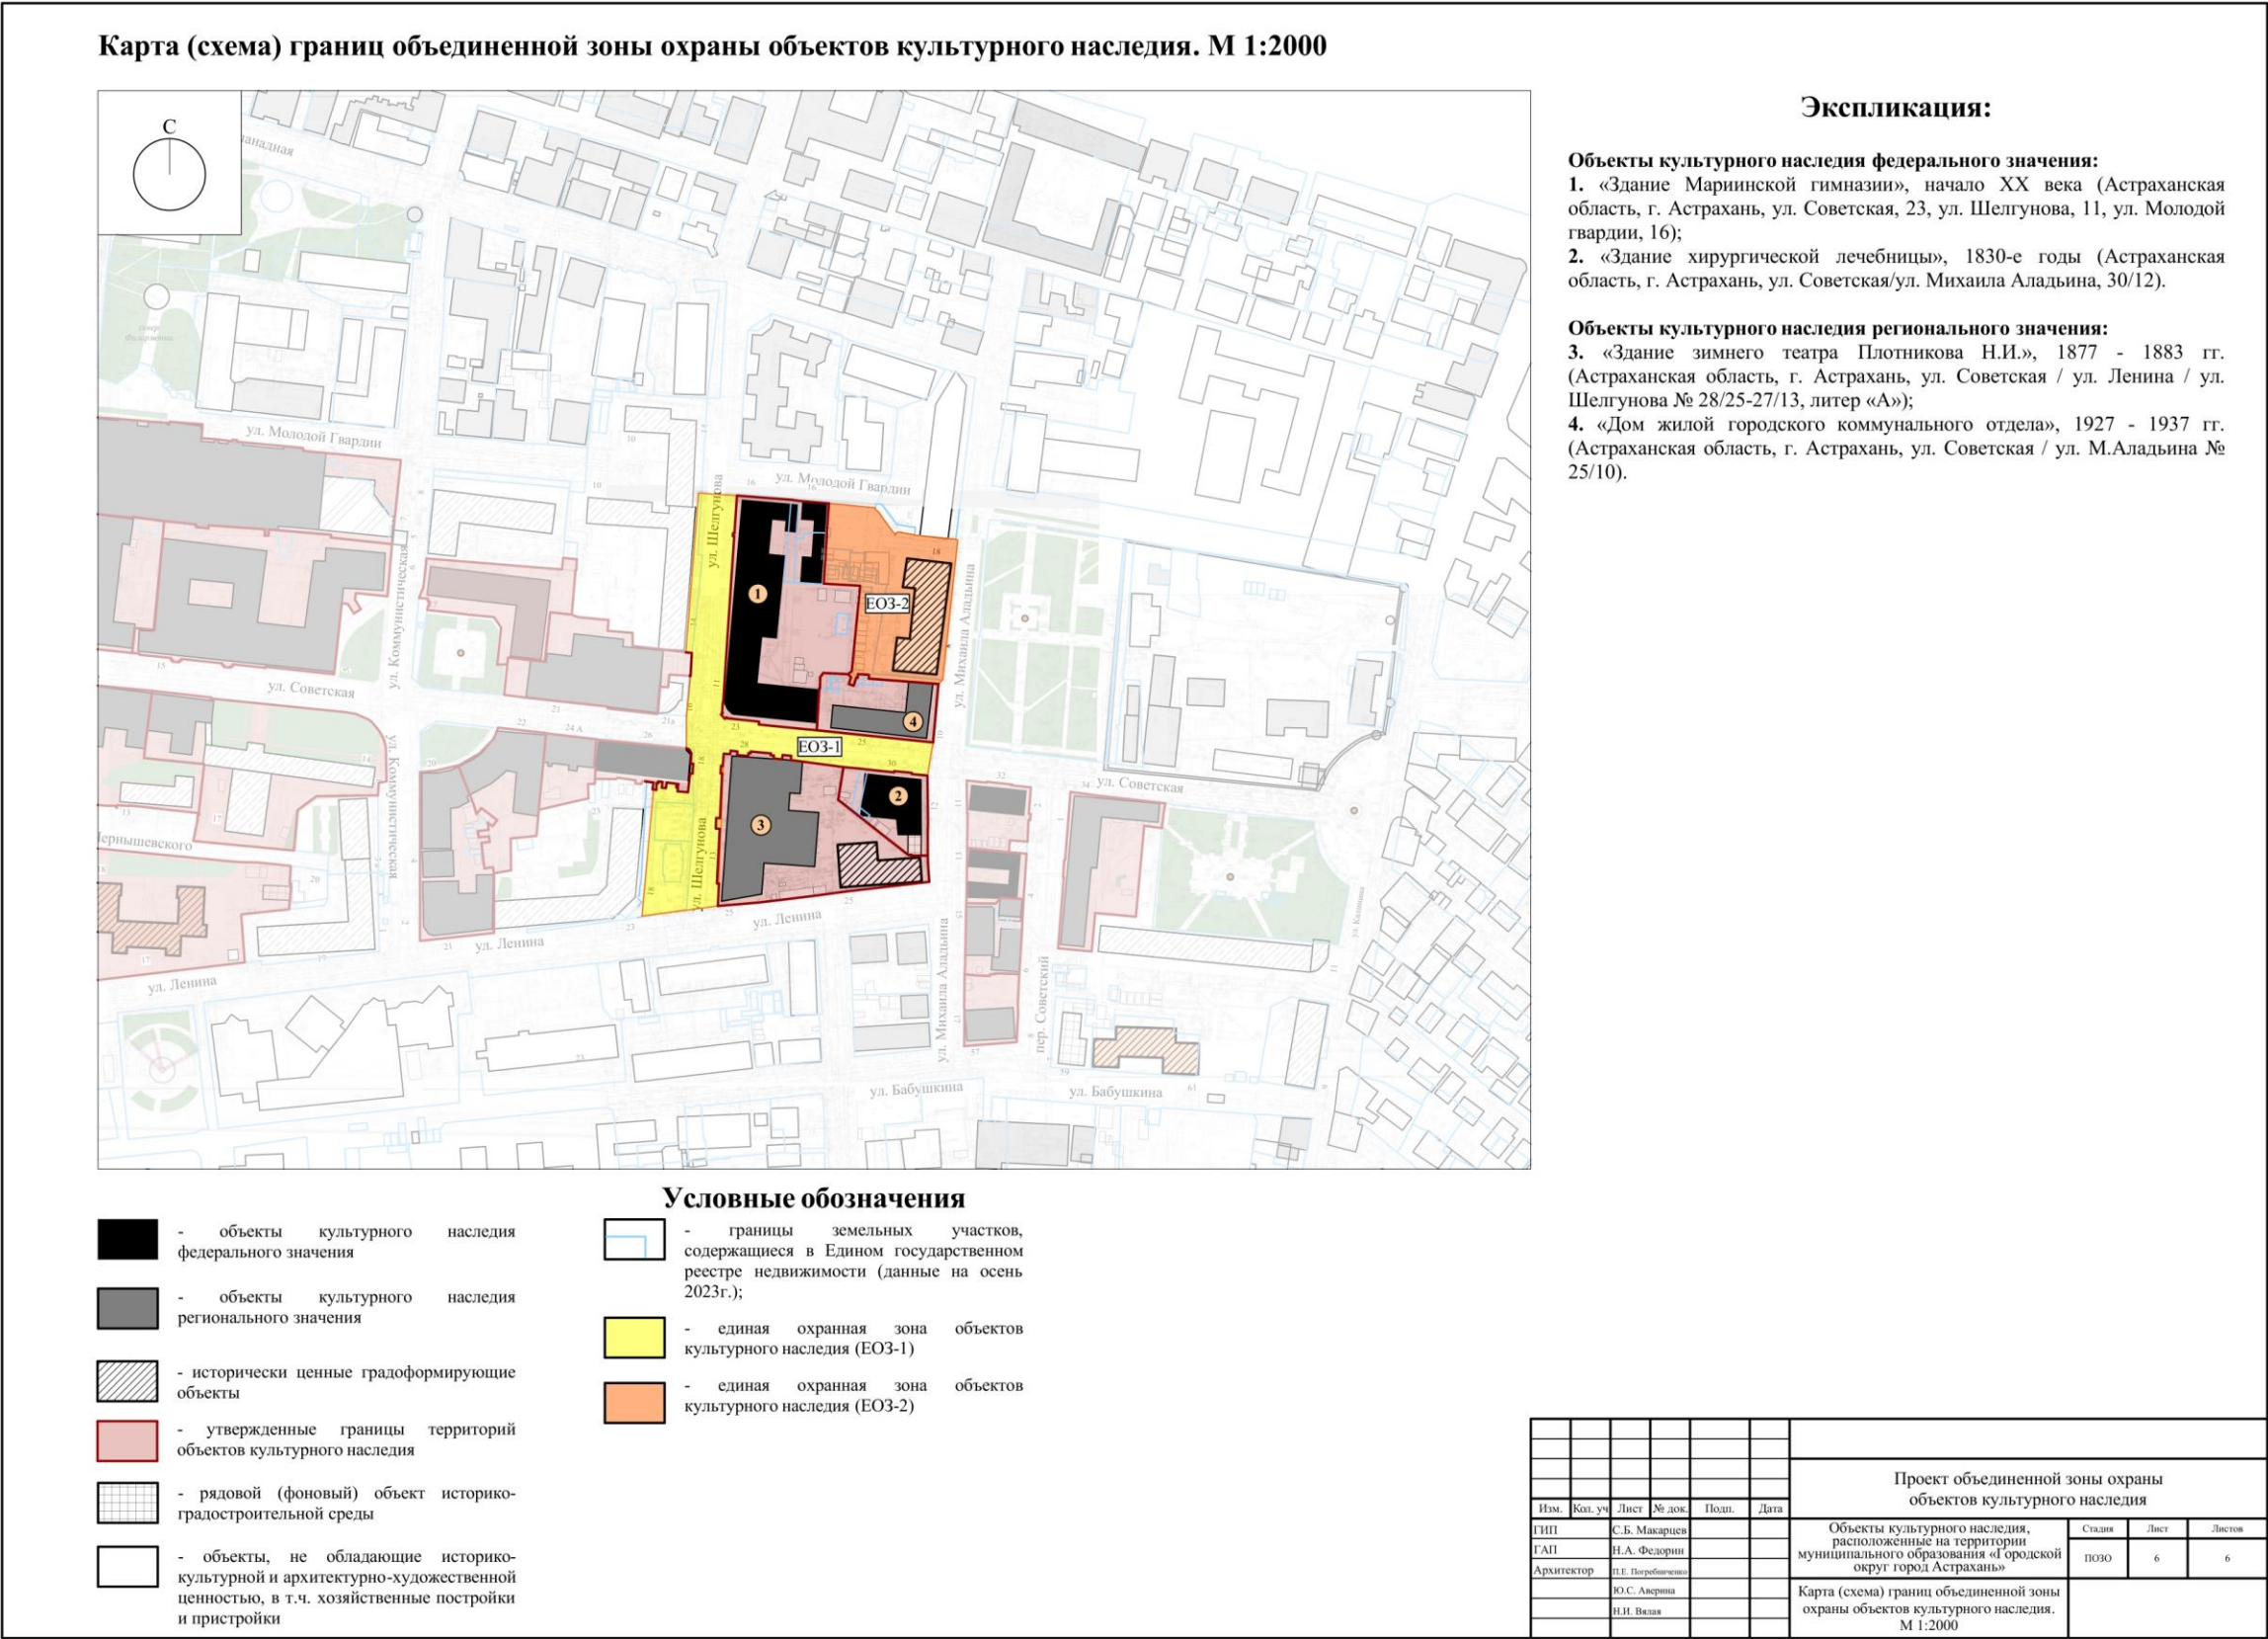 Карта (схема) границ объединенной зоны охраны объектов культурного наследия. М 1:2000
С
ул. Молодой Гвардии
ул. Молодой Гвардии
ул. Шелгунова
ул. Коммунистическая
ул. Михаила Аладьина
ЕОЗ-2
1
4
ул. Советская
ЕОЗ-1
ул. Советская
ул. Коммунистическая
2
3
ул. Шелгунова
ул. Ленина
ул. Ленина
ул. Ленина
ул. Михаила Аладьина
пер. Советский
ул. Калинина
ул. Бабушкина
ул. Бабушкина
Экспликация:
Объекты культурного наследия федерального значения:
1. «Здание Мариинской гимназии», начало XX века (Астраханская
область, г. Астрахань, ул. Советская, 23, ул. Шелгунова, 11, ул. Молодой
гвардии, 16);
2. «Здание хирургической лечебницы», 1830-е годы (Астраханская
область, г. Астрахань, ул. Советская/ул. Михаила Аладьина, 30/12).
Объекты культурного наследия регионального значения:
3. «Здание зимнего театра Плотникова Н.И.», 1877 - 1883 гг.
(Астраханская область, г. Астрахань, ул. Советская / ул. Ленина / ул.
Шелгунова № 28/25-27/13, литер «А»);
4. «Дом жилой городского коммунального отдела», 1927 - 1937 гг.
(Астраханская область, г. Астрахань, ул. Советская / ул. М.Аладьина №
25/10).
Условные обозначения
- объекты культурного наследия
федерального значения
- объекты культурного наследия
регионального значения
- исторически ценные градоформирующие
объекты
- утвержденные границы территорий
объектов культурного наследия
- рядовой (фоновый) объект историко-
градостроительной среды
- объекты, не обладающие историко-
культурной и архитектурно-художественной
ценностью, в т.ч. хозяйственные постройки
и пристройки
- границы земельных участков,
содержащиеся в Едином государственном
реестре недвижимости (данные на осень
2023г.);
- единая охранная зона объектов
культурного наследия (ЕОЗ-1)
- единая охранная зона объектов
культурного наследия (ЕОЗ-2)
Проект объединенной зоны охраны
объектов культурного наследия
Изм. Кол. уч Лист № док. Подп. Дата
ГИП С.Б. Макарцев
ГАП Н.А. Федорин
Архитектор П.Е. Погребниченко
Ю.С. Аверина
Н.И. Вялая
Объекты культурного наследия,
расположенные на территории
муниципального образования «Городской
округ город Астрахань»
Стадия Лист Листов
ПОЗО 6 6
Карта (схема) границ объединенной зоны
охраны объектов культурного наследия.
М 1:2000